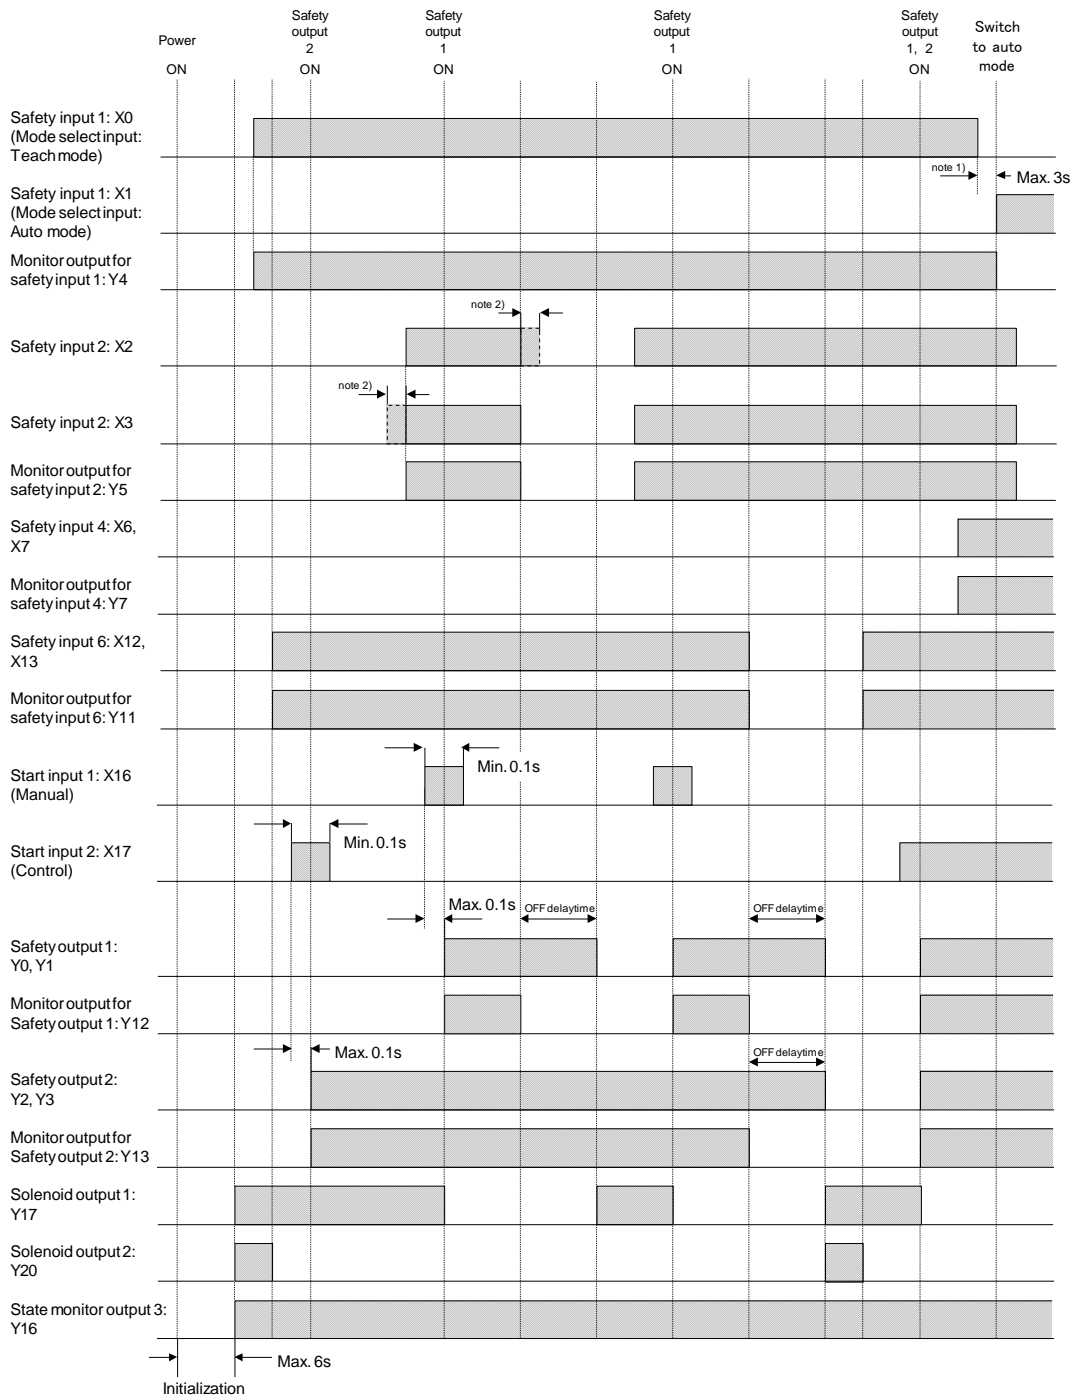 Power
ON
Safety
output
2
ON
Safety
output
1
ON
Safety
output
1
ON
Safety
output
1, 2
ON
Switch
to auto
mode
Safety input 1: X0
(Mode select input:
Teach mode)
note 1)
Max. 3s
Safety input 1: X1
(Mode select input:
Auto mode)
Monitor output for
safety input 1: Y4
note 2)
Safety input 2: X2
note 2)
Safety input 2: X3
Monitor output for
safety input 2: Y5
Safety input 4: X6,
X7
Monitor output for
safety input 4: Y7
Safety input 6: X12,
X13
Monitor output for
safety input 6: Y11
Start input 1: X16
(Manual)
Min. 0.1s
Start input 2: X17
(Control)
Min. 0.1s
Max. 0.1s
OFF delay time
OFF delay time
Safety output 1:
Y0, Y1
Monitor output for
Safety output 1: Y12
Max. 0.1s
OFF delay time
Safety output 2:
Y2, Y3
Monitor output for
Safety output 2: Y13
Solenoid output 1:
Y17
Solenoid output 2:
Y20
State monitor output 3:
Y16
Max. 6s
Initialization